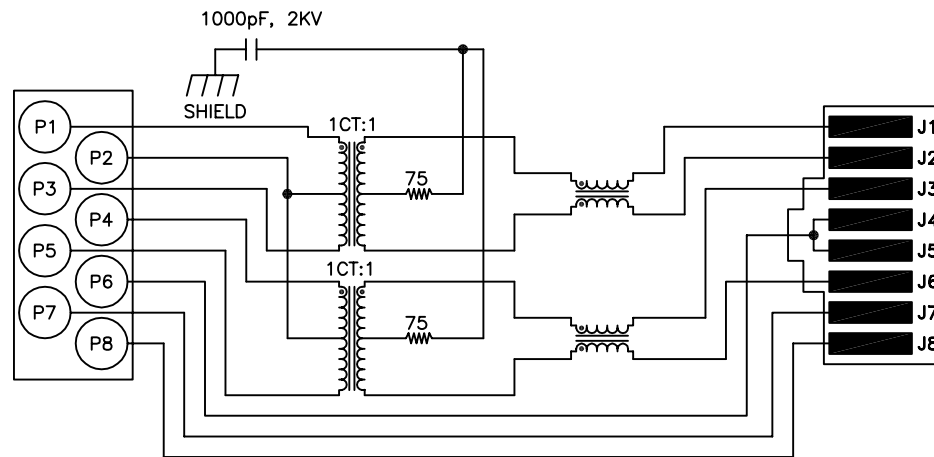 1000pF, 2KV
SHIELD
1CT:1
75
1CT:1
75
P1
P2
P3
P4
P5
P6
P7
P8
J1
J2
J3
J4
J5
J6
J7
J8